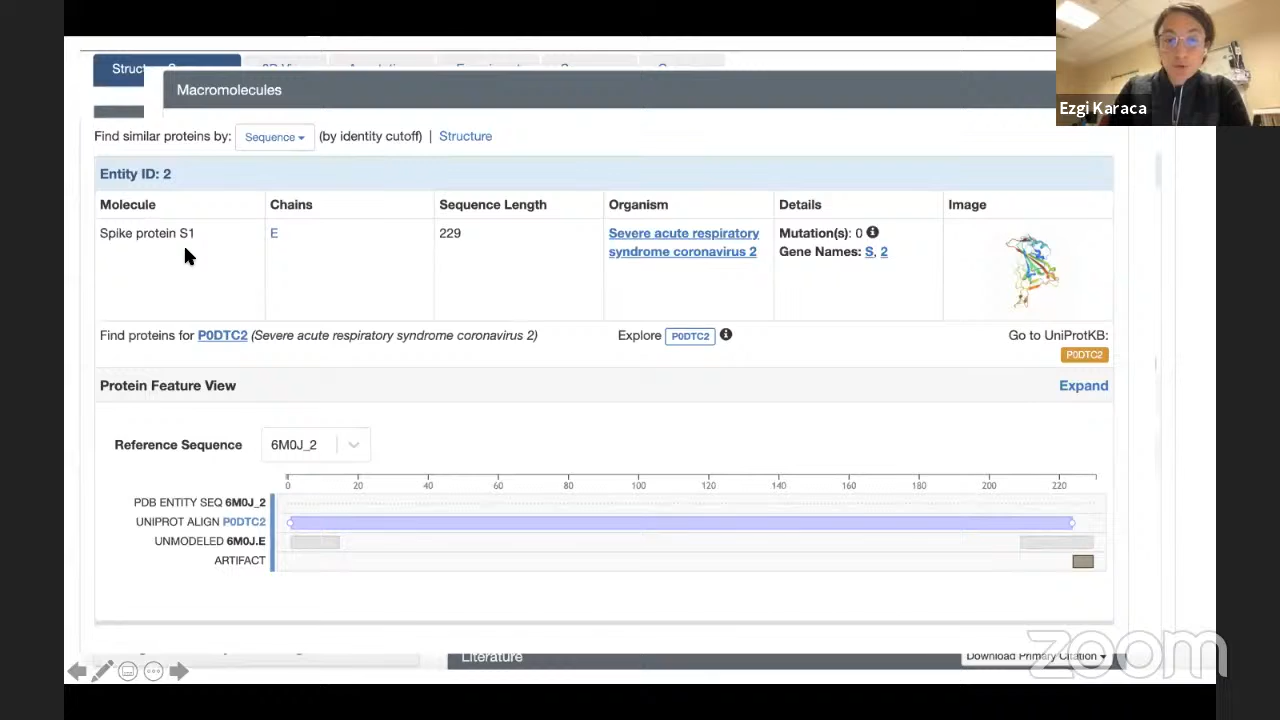 Ezgi Karaca
Macromolecules
Find similar proteins by: Sequence (by identity cutoff) | Structure
Entity ID: 2
Molecule Chains Sequence Length Organism Details Image
Spike protein S1 E 229 Severe acute respiratory syndrome coronavirus 2 Mutation(s): 0
Gene Names: S, 2
Find proteins for P0DTC2 (Severe acute respiratory syndrome coronavirus 2) Explore P0DTC2 Go to UniProtKB:
P0DTC2
Protein Feature View Expand
Reference Sequence 6M0J_2
0 20 40 60 80 100 120 140 160 180 200 220
PDB ENTITY SEQ 6M0J_2
UNIPROT ALIGN P0DTC2
UNMODELED 6M0J.E
ARTIFACT
Literature Download Primary Citation
zoom